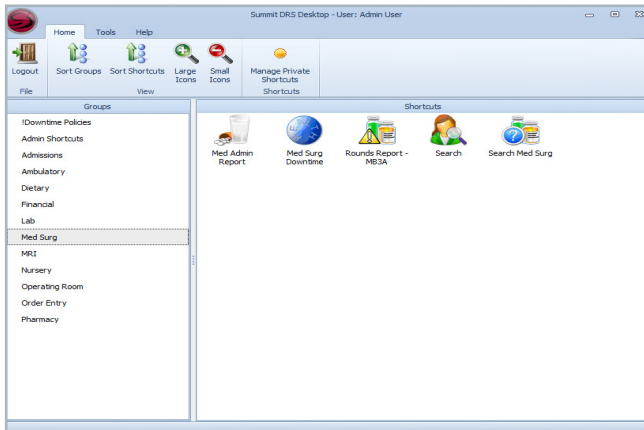 Summit DRS Desktop - User: Admin User
Home Tools Help
Logout
Sort Groups
Sort Shortcuts
Large
Icons
Small
Icons
Manage Private
Shortcuts
File
View
Shortcuts
Groups
!Downtime Policies
Admin Shortcuts
Admissions
Ambulatory
Dietary
Financial
Lab
Med Surg
MRI
Nursery
Operating Room
Order Entry
Pharmacy
Shortcuts
Med Admin
Report
Med Surg
Downtime
Rounds Report -
MB3A
Search
Search Med Surg